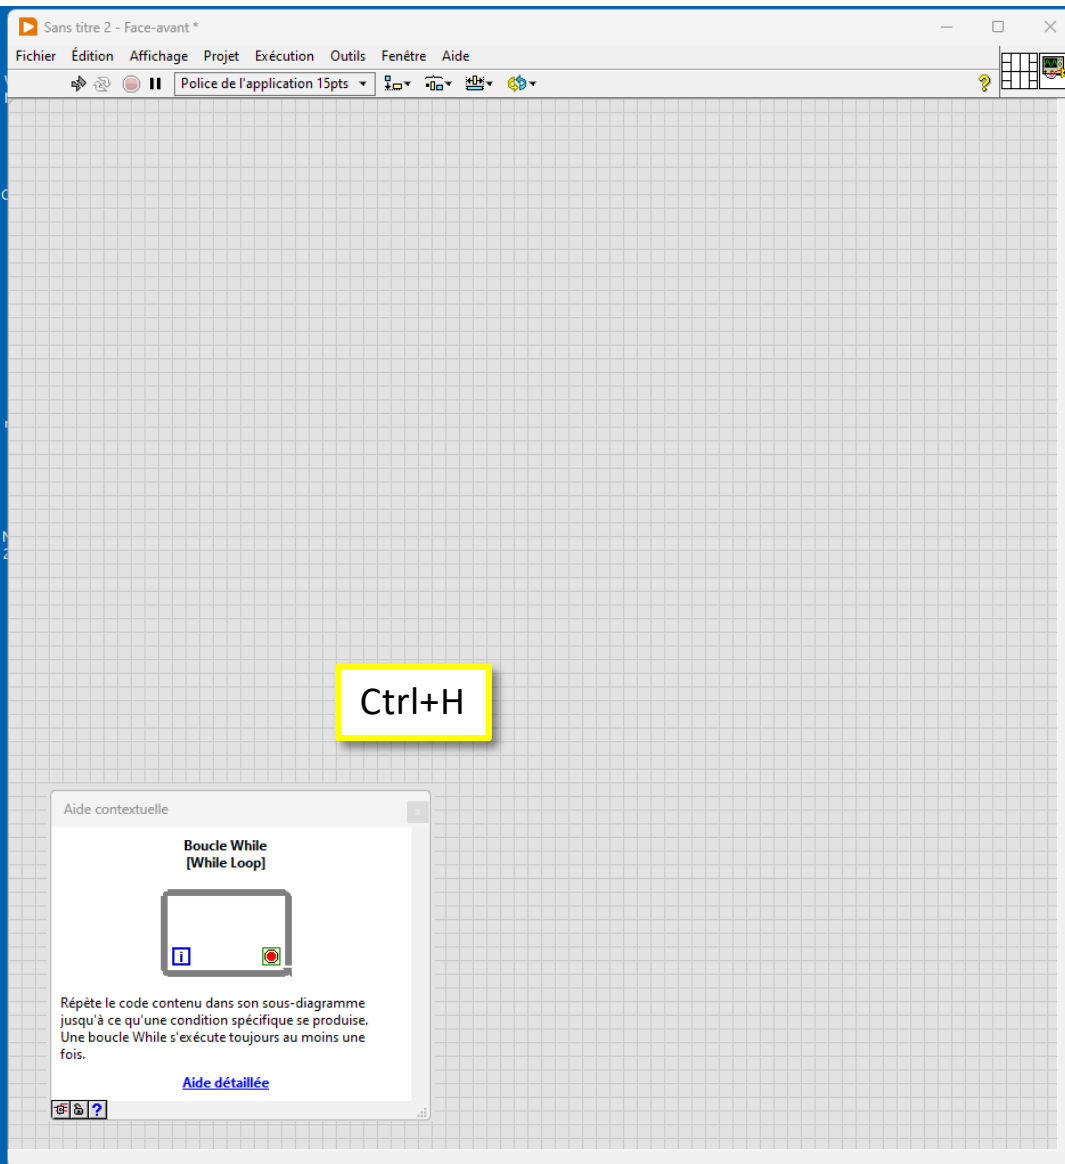 Sans titre 2 - Face-avant *
Fichier Édition Affichage Projet Exécution Outils Fenêtre Aide
Police de l'application 15pts
Ctrl+H
Aide contextuelle
Boucle While
[While Loop]
i
Répète le code contenu dans son sous-diagramme
jusqu'à ce qu'une condition spécifique se produise.
Une boucle While s'exécute toujours au moins une
fois.
Aide détaillée
?